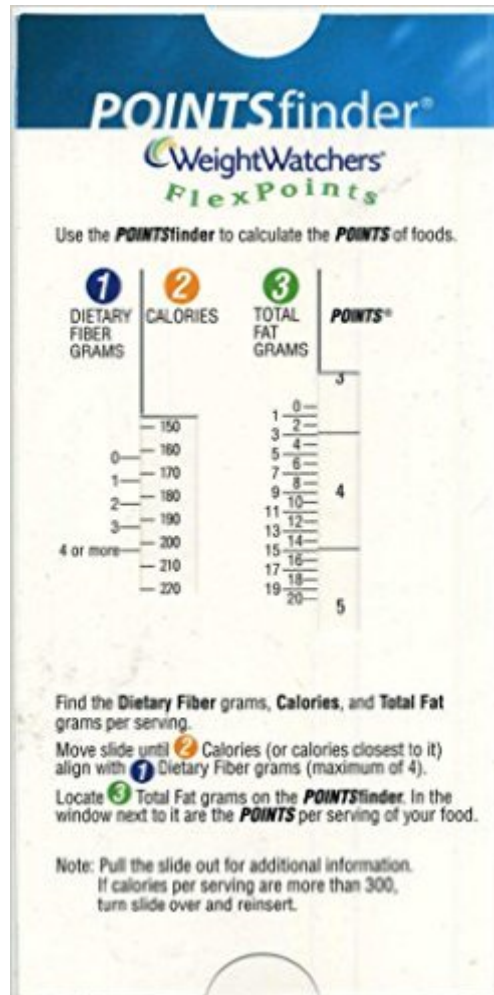 POINTSfinder®
WeightWatchers®
FlexPoints
Use the POINTSfinder to calculate the POINTS of foods.
1 2 3
DIETARY FIBER GRAMS
CALORIES
TOTAL FAT GRAMS
POINTS®
150
160
170
180
190
200
210
220
0
1
2
3
4 or more
0
1
2
3
4
5
6
7
8
9
10
11
12
13
14
15
16
17
18
19
20
3
4
5
Find the Dietary Fiber grams, Calories, and Total Fat
grams per serving.
Move slide until 2 Calories (or calories closest to it)
align with 1 Dietary Fiber grams (maximum of 4).
Locate 3 Total Fat grams on the POINTSfinder. In the
window next to it are the POINTS per serving of your food.
Note: Pull the slide out for additional information.
If calories per serving are more than 300,
turn slide over and reinsert.